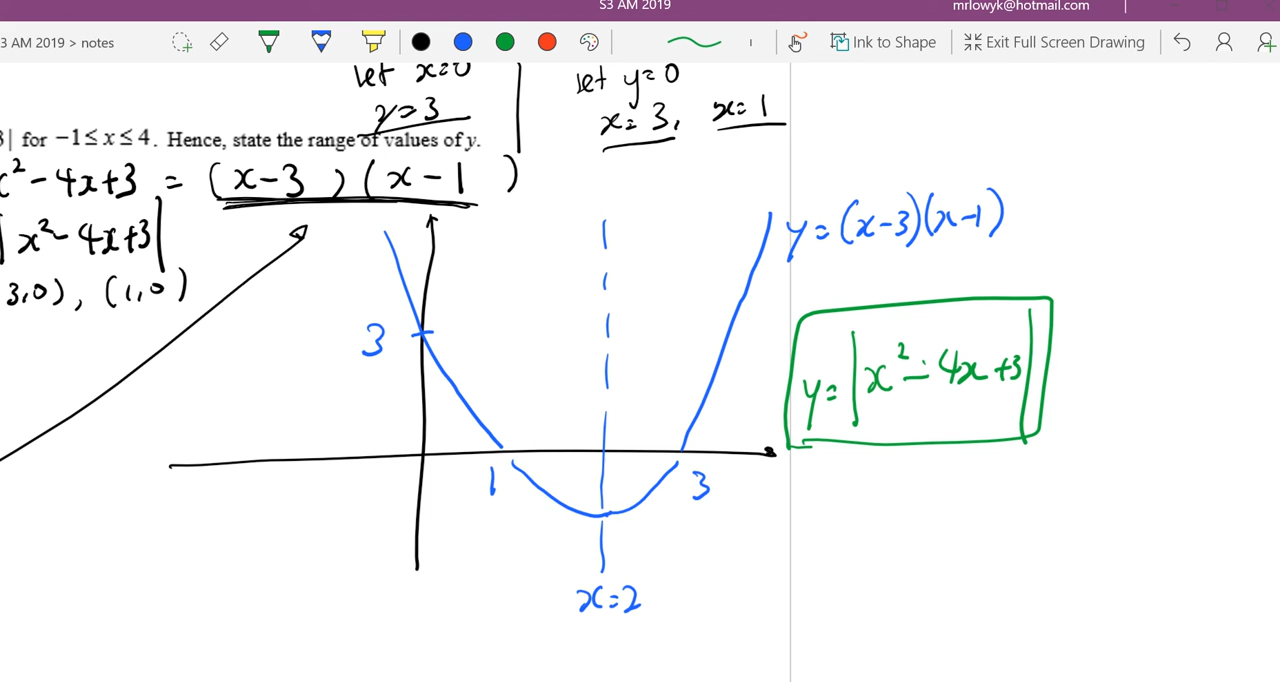 S3 AM 2019
mrlowyk@hotmail.com
3 AM 2019 > notes
Ink to Shape
Exit Full Screen Drawing
let x=0
y=3
let y=0
x=3, x=1
3| for −1≤x≤4. Hence, state the range of values of y.
x²-4x+3 = (x-3)(x-1)
|x²-4x+3|
3,0), (1,0)
y=(x-3)(x-1)
3
y=|x²-4x+3|
1
3
x=2